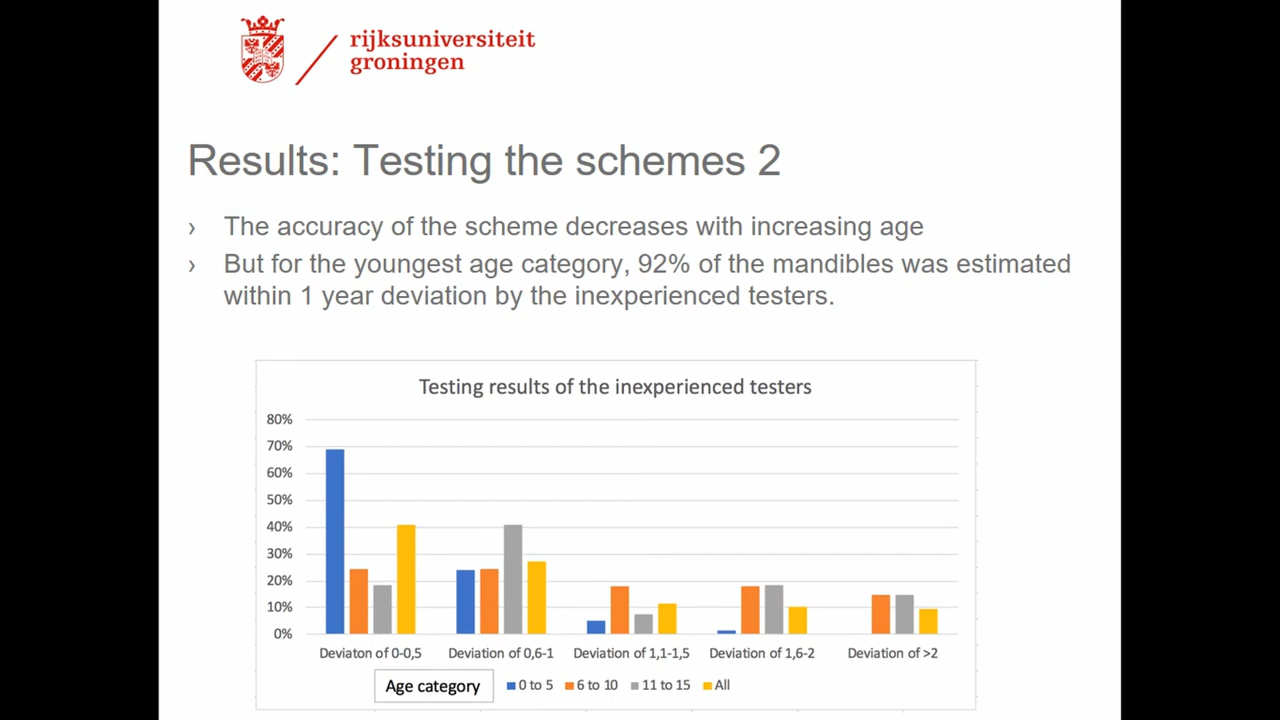 rijksuniversiteit
groningen
Results: Testing the schemes 2
› The accuracy of the scheme decreases with increasing age
› But for the youngest age category, 92% of the mandibles was estimated
within 1 year deviation by the inexperienced testers.
Testing results of the inexperienced testers
80%
70%
60%
50%
40%
30%
20%
10%
0%
Deviaton of 0-0,5 Deviation of 0,6-1 Deviation of 1,1-1,5 Deviation of 1,6-2 Deviation of >2
Age category 0 to 5 6 to 10 11 to 15 All